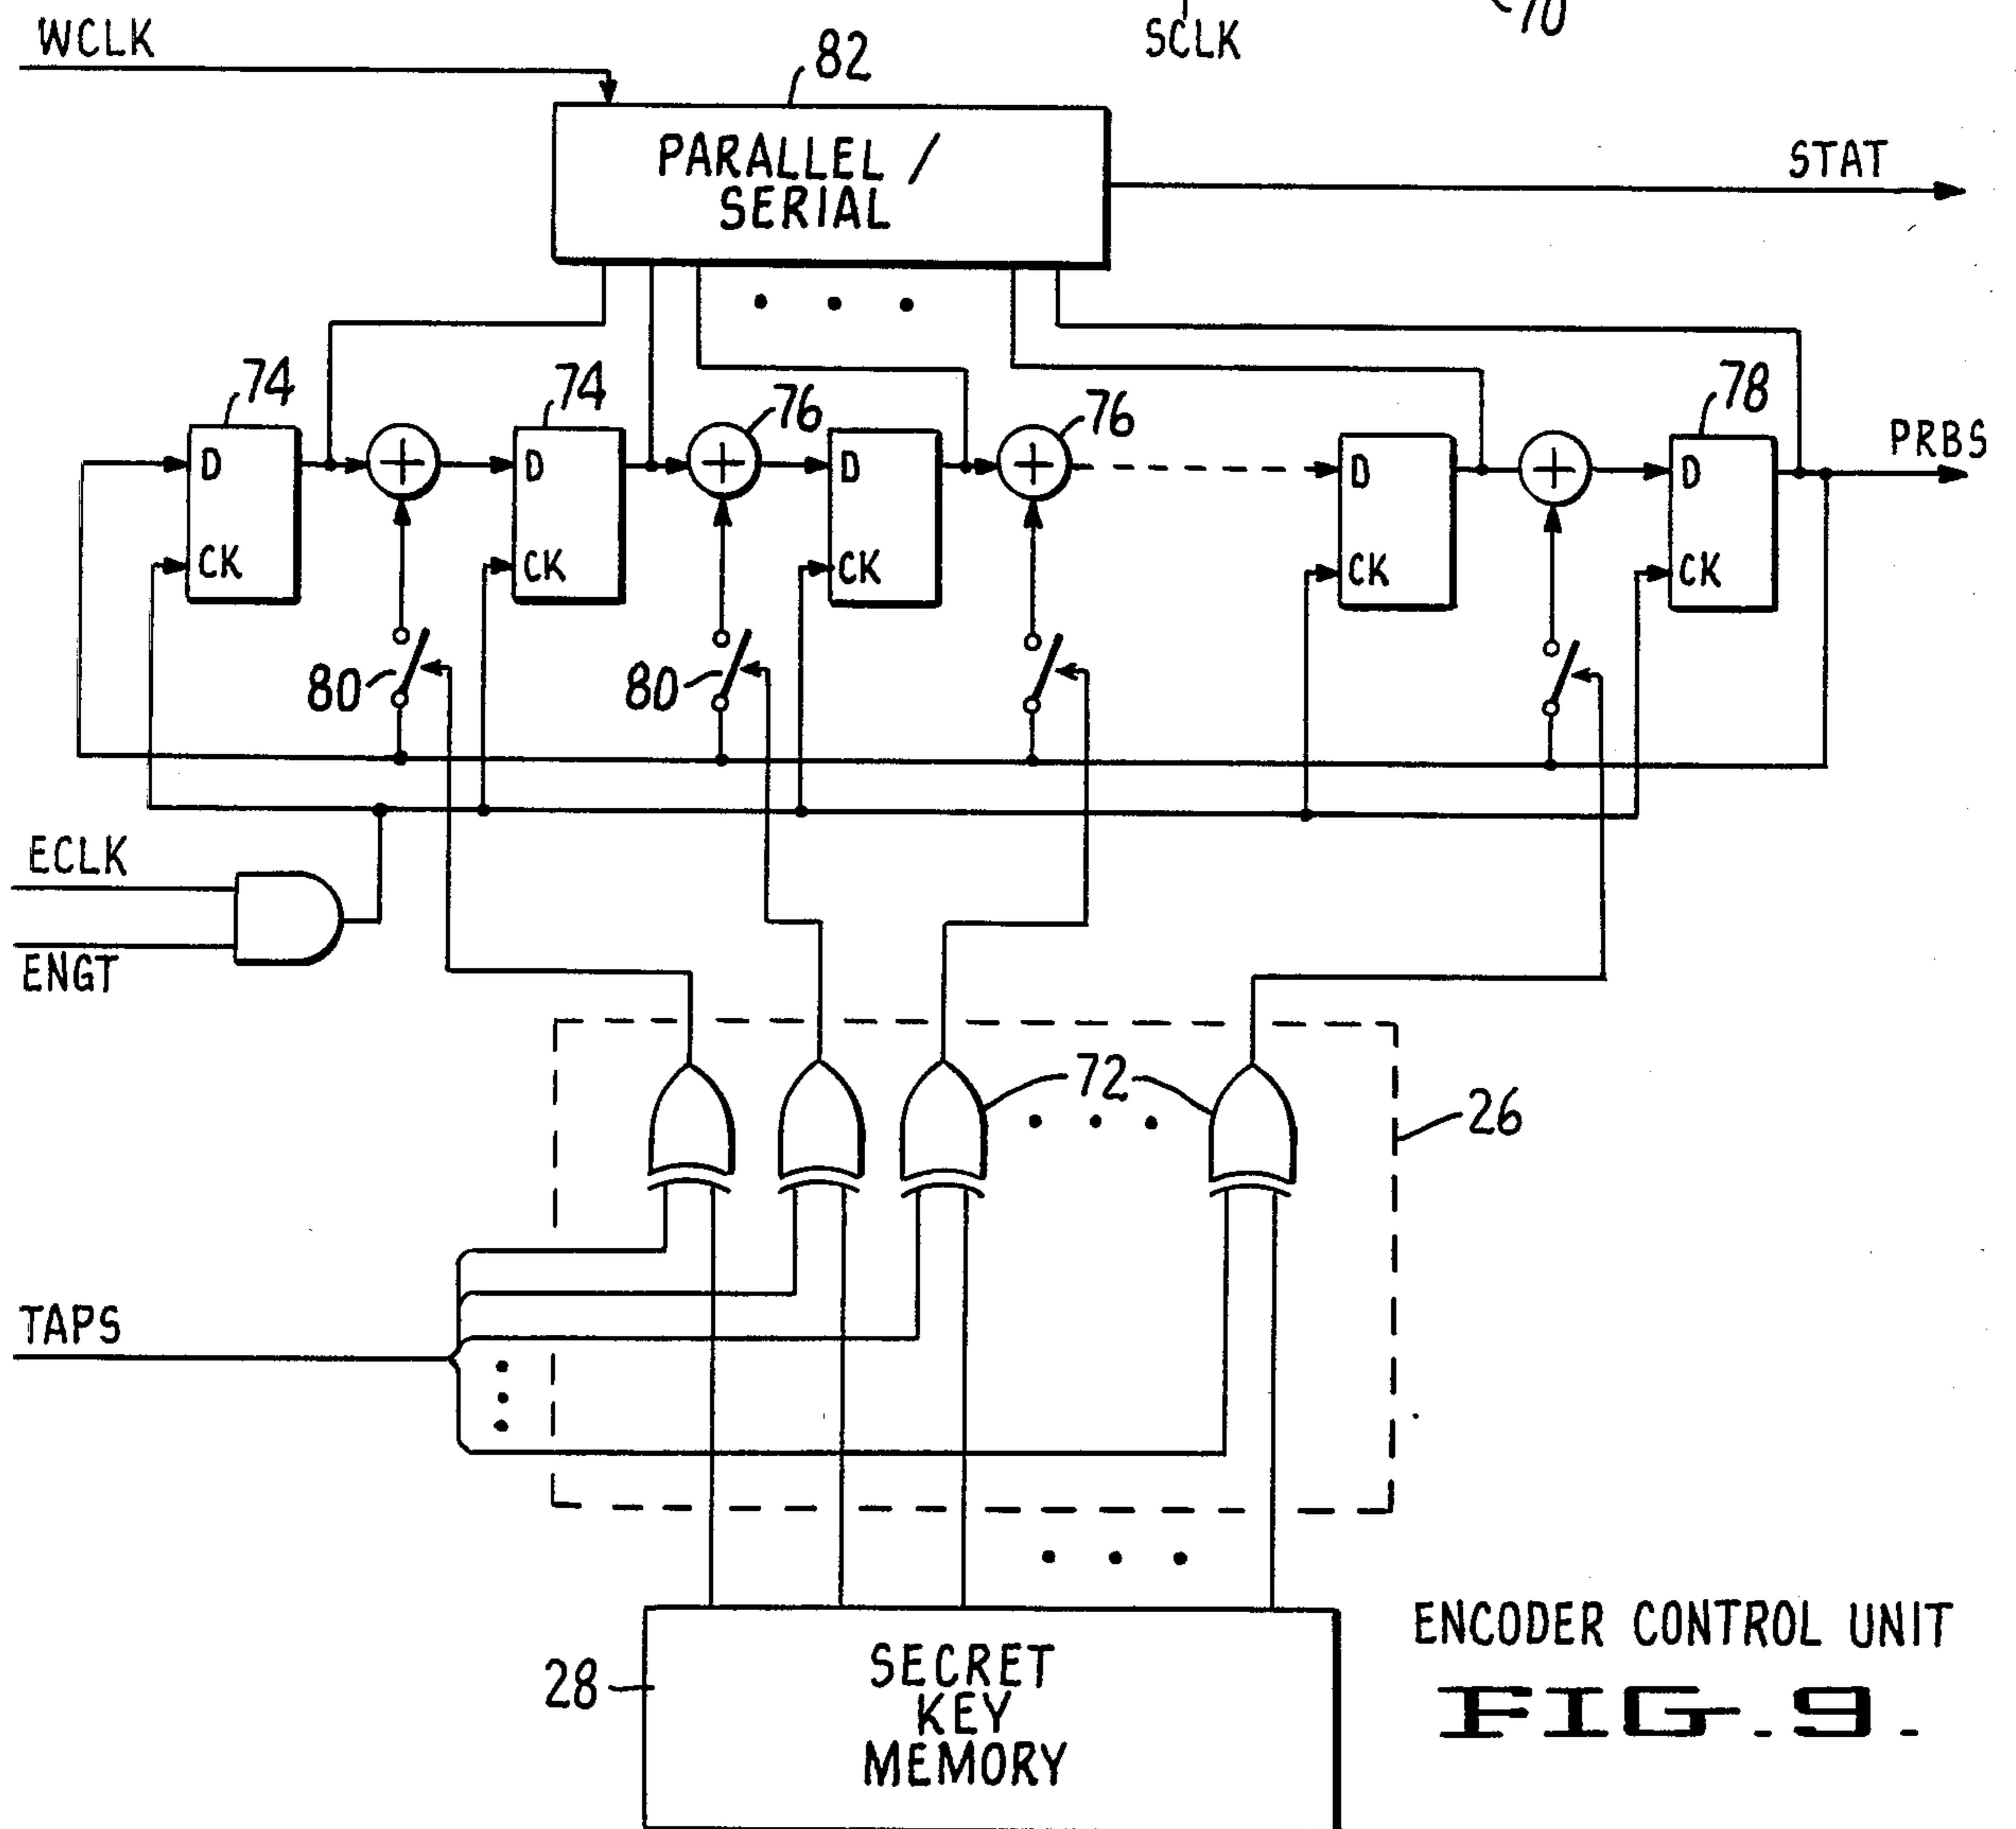 WCLK
SCLK
70
82
PARALLEL /
SERIAL
STAT
74
74
76
76
78
PRBS
D
D
D
D
D
CK
CK
CK
CK
CK
80
80
ECLK
ENGT
72
26
TAPS
28
SECRET
KEY
MEMORY
ENCODER CONTROL UNIT
FIG.9.